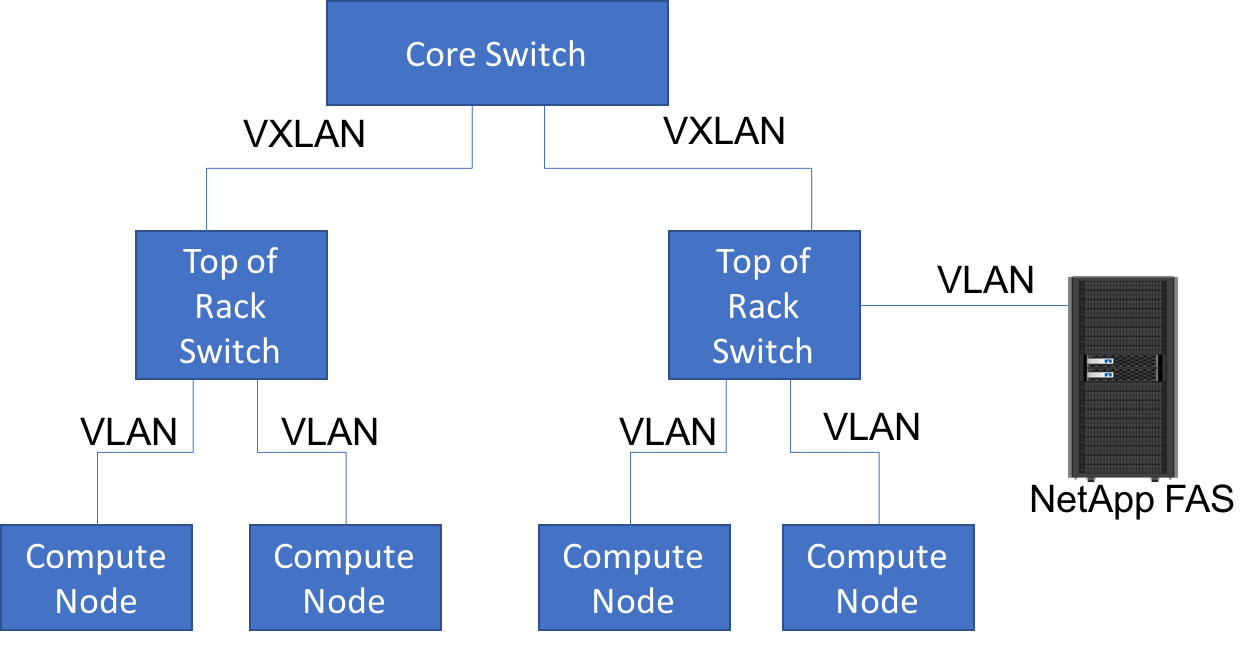 Core Switch
VXLAN
VXLAN
Top of
Rack
Switch
Top of
Rack
Switch
VLAN
VLAN
VLAN
VLAN
VLAN
NetApp FAS
Compute
Node
Compute
Node
Compute
Node
Compute
Node